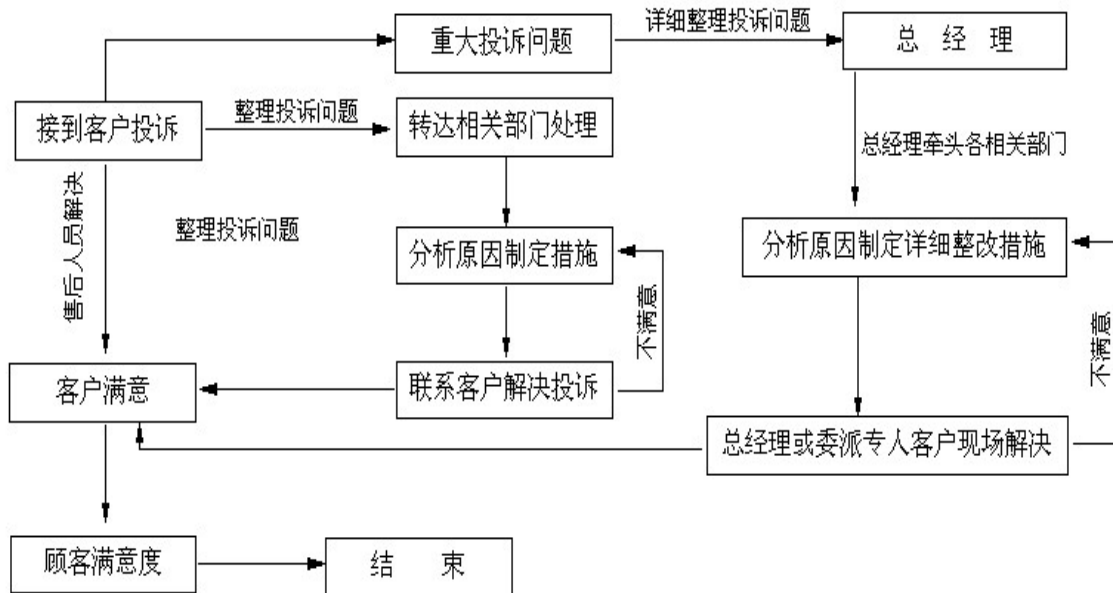 重大投诉问题
详细整理投诉问题
总 经 理
接到客户投诉
整理投诉问题
转达相关部门处理
总经理牵头各相关部门
售后人员解决
整理投诉问题
分析原因制定措施
不满意
分析原因制定详细整改措施
不满意
客户满意
联系客户解决投诉
总经理或委派专人客户现场解决
顾客满意度
结 束